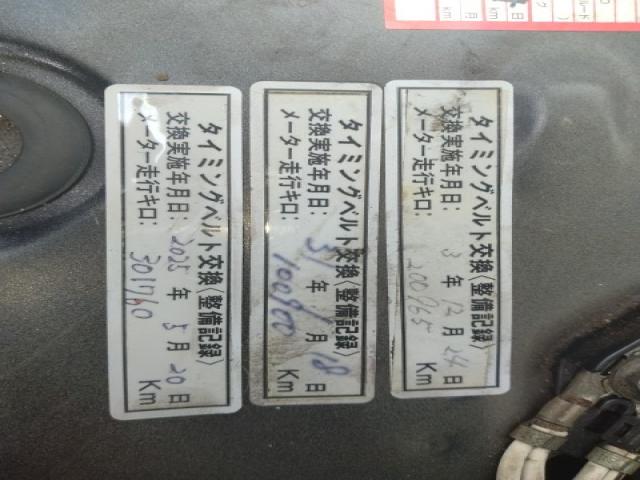 タイミングベルト交換〈整備記録〉
交換実施年月日: 3 年 12 月 24 日
メーター走行キロ: 200765 Km
タイミングベルト交換〈整備記録〉
交換実施年月日: 31 年 1 月 18 日
メーター走行キロ: 100900 Km
タイミングベルト交換〈整備記録〉
交換実施年月日: 2025 年 5 月 20 日
メーター走行キロ: 301710 Km